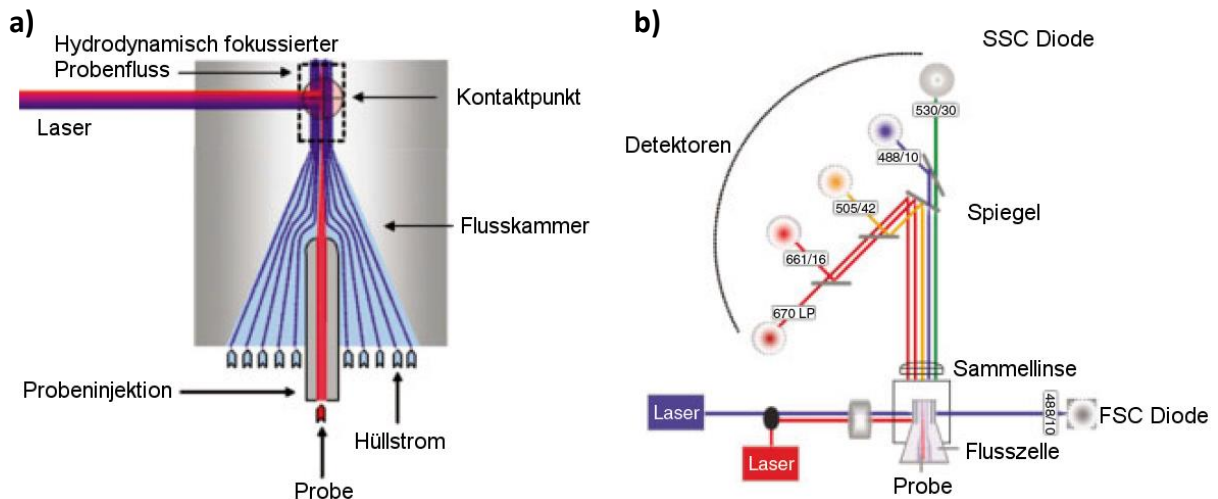 a)
Hydrodynamisch fokussierter
Probenfluss
Laser
Kontaktpunkt
Flusskammer
Probeninjektion
Hüllstrom
Probe
b)
SSC Diode
Detektoren
530/30
488/10
505/42
Spiegel
661/16
670 LP
Sammellinse
Laser
488/10
FSC Diode
Laser
Flusszelle
Probe